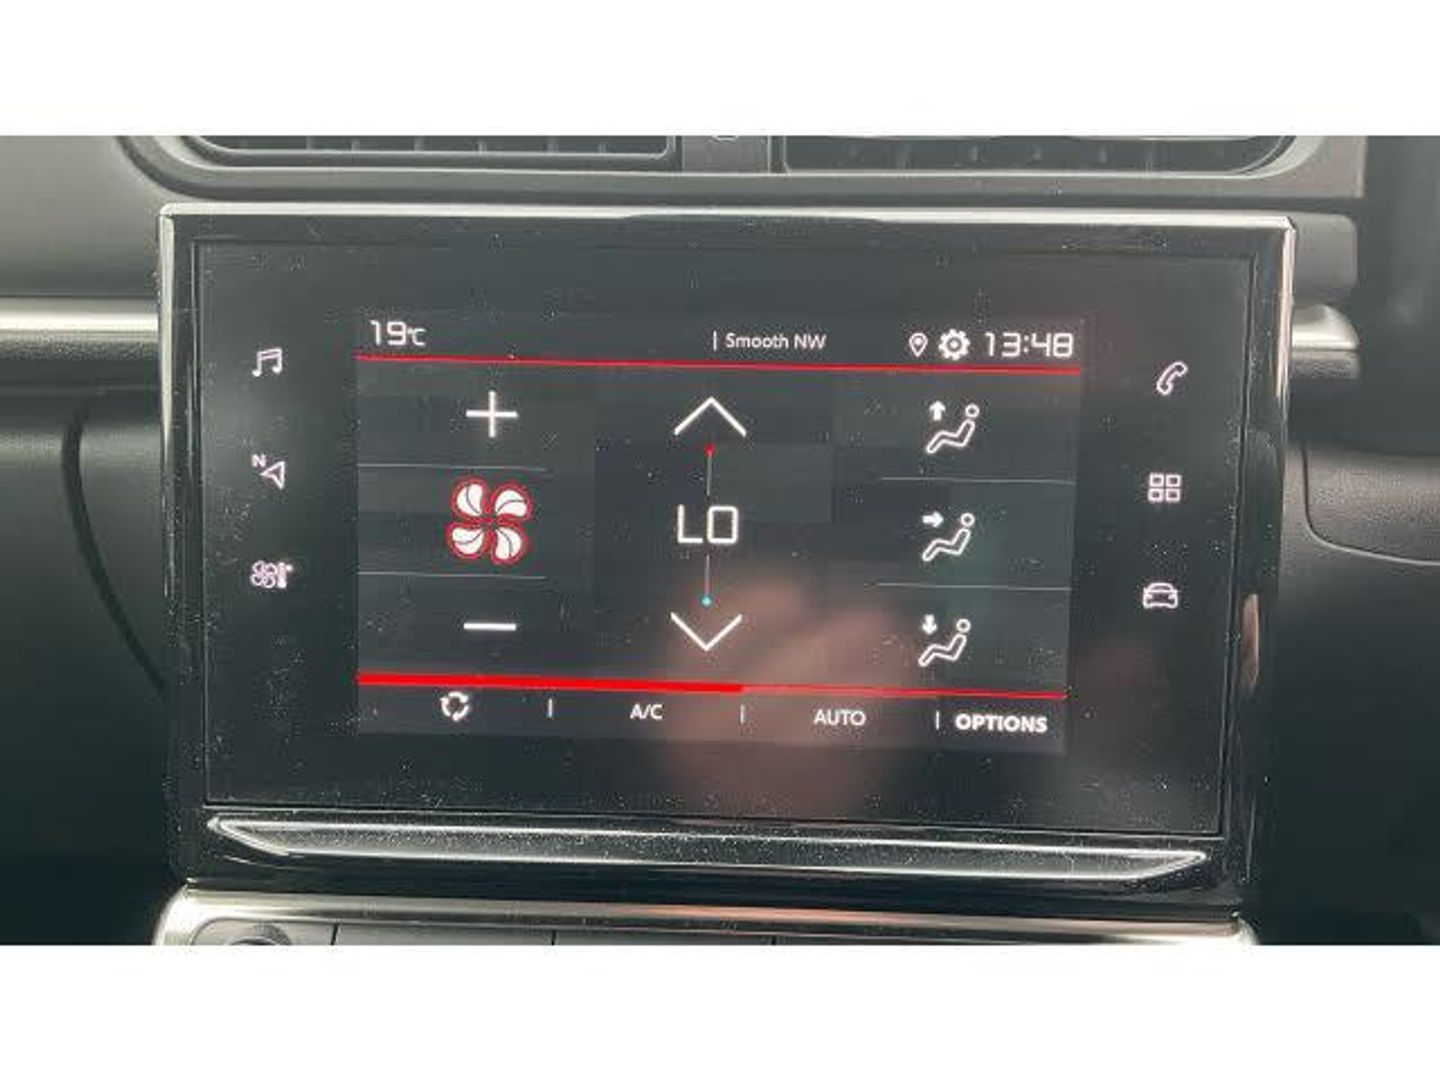 19°C | Smooth NW 13:48
N
LO
| A/C | AUTO | OPTIONS